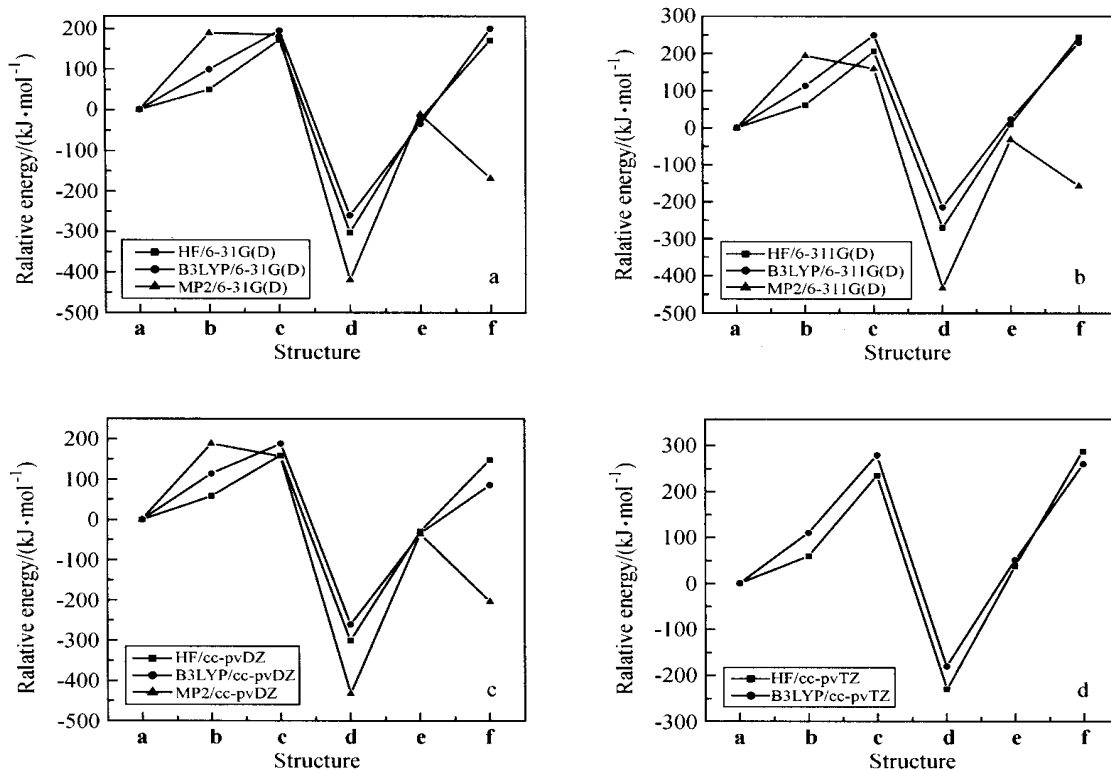 Ralative energy/(kJ·mol⁻¹)
200
100
0
-100
-200
-300
-400
-500
HF/6-31G(D)
B3LYP/6-31G(D)
MP2/6-31G(D)
a
a b c d e f
Structure
Ralative energy/(kJ·mol⁻¹)
300
200
100
0
-100
-200
-300
-400
-500
HF/6-311G(D)
B3LYP/6-311G(D)
MP2/6-311G(D)
b
a b c d e f
Structure
Ralative energy/(kJ·mol⁻¹)
200
100
0
-100
-200
-300
-400
-500
HF/cc-pvDZ
B3LYP/cc-pvDZ
MP2/cc-pvDZ
c
a b c d e f
Structure
Ralative energy/(kJ·mol⁻¹)
300
200
100
0
-100
-200
-300
HF/cc-pvTZ
B3LYP/cc-pvTZ
d
a b c d e f
Structure